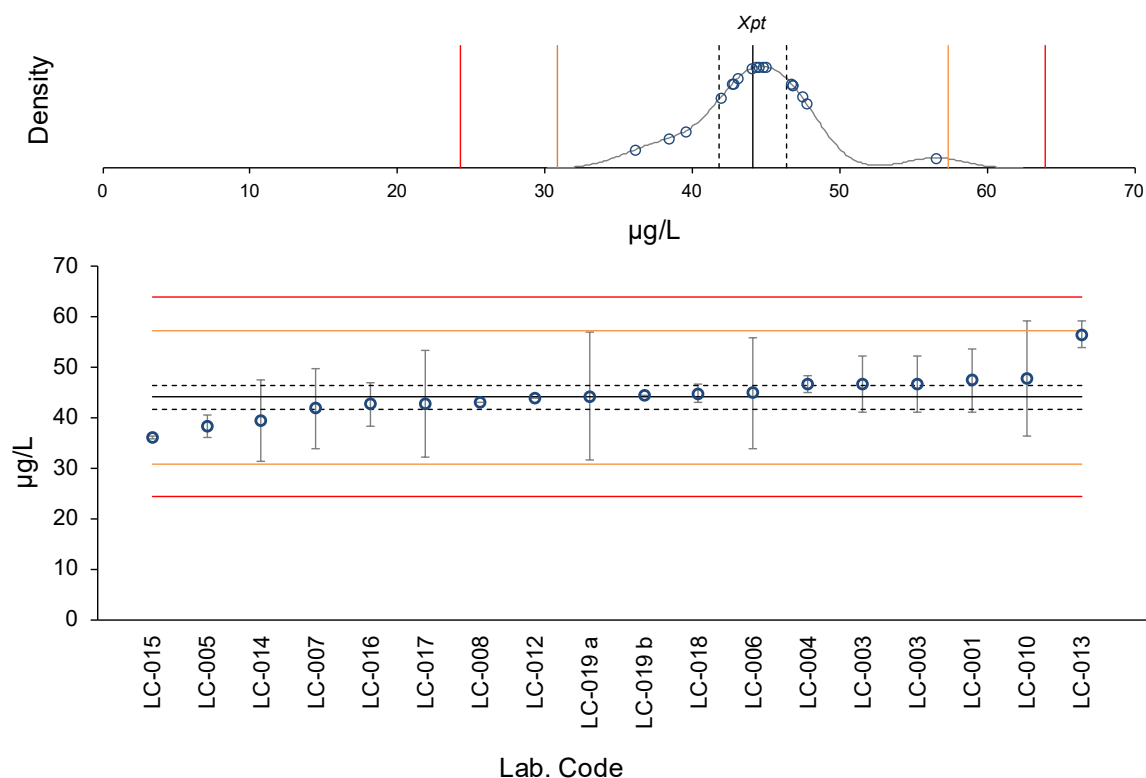 Xpt
Density
0 10 20 30 40 50 60 70
µg/L
70
60
50
40
30
20
10
0
µg/L
LC-015
LC-005
LC-014
LC-007
LC-016
LC-017
LC-008
LC-012
LC-019 a
LC-019 b
LC-018
LC-006
LC-004
LC-003
LC-003
LC-001
LC-010
LC-013
Lab. Code